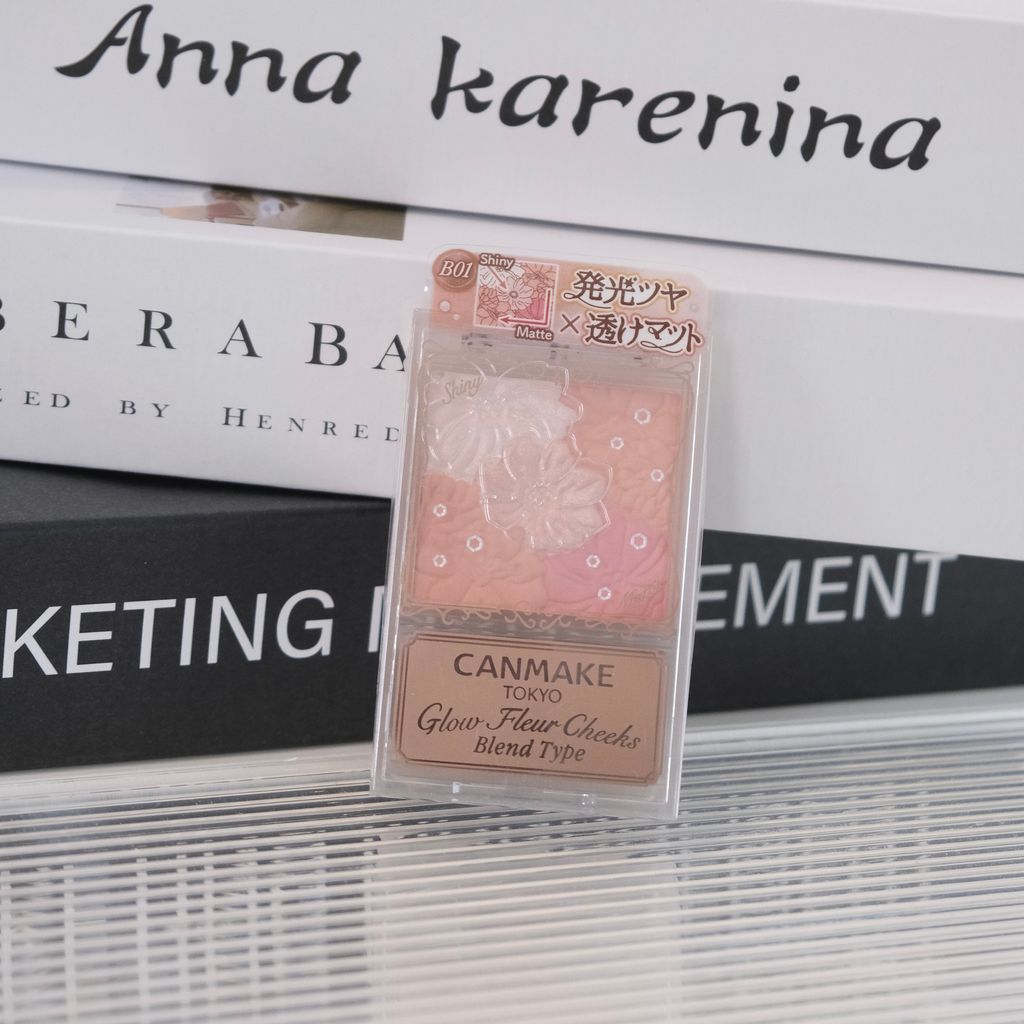 Anna karenina
BERABA
ZED BY HENRED
KETING M
EMENT
B01
Shiny
Matte
発光ツヤ
×透けマット
Shiny
CANMAKE
TOKYO
Glow Fleur Cheeks
Blend Type